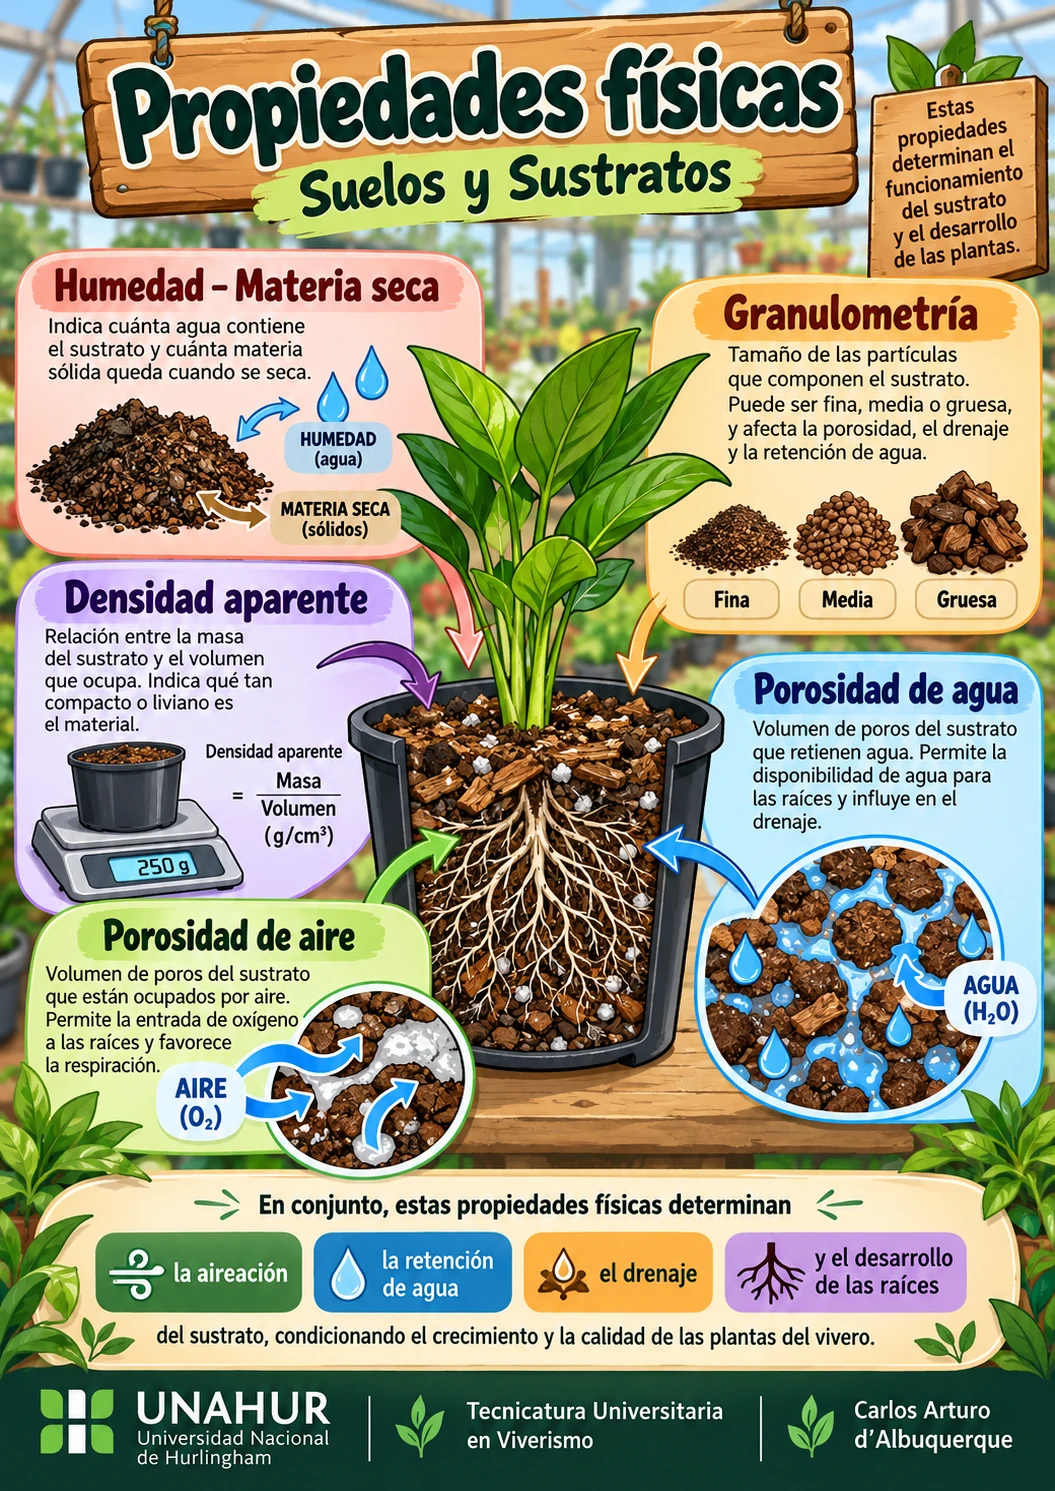 Propiedades físicas
Suelos y Sustratos
Estas
propiedades
determinan el
funcionamiento
del sustrato
y el desarrollo
de las plantas.
Humedad – Materia seca
Indica cuánta agua contiene
el sustrato y cuánta materia
sólida queda cuando se seca.
HUMEDAD
(agua)
MATERIA SECA
(sólidos)
Granulometría
Tamaño de las partículas
que componen el sustrato.
Puede ser fina, media o gruesa,
y afecta la porosidad, el drenaje
y la retención de agua.
Fina
Media
Gruesa
Densidad aparente
Relación entre la masa
del sustrato y el volumen
que ocupa. Indica qué tan
compacto o liviano es
el material.
Densidad aparente
= Masa
Volumen
(g/cm³)
250 g
Porosidad de agua
Volumen de poros del sustrato
que retienen agua. Permite la
disponibilidad de agua para
las raíces y influye en el
drenaje.
AGUA
(H₂O)
Porosidad de aire
Volumen de poros del sustrato
que están ocupados por aire.
Permite la entrada de oxígeno
a las raíces y favorece
la respiración.
AIRE
(O₂)
En conjunto, estas propiedades físicas determinan
la aireación
la retención
de agua
el drenaje
y el desarrollo
de las raíces
del sustrato, condicionando el crecimiento y la calidad de las plantas del vivero.
UNAHUR
Universidad Nacional
de Hurlingham
Tecnicatura Universitaria
en Viverismo
Carlos Arturo
d'Albuquerque